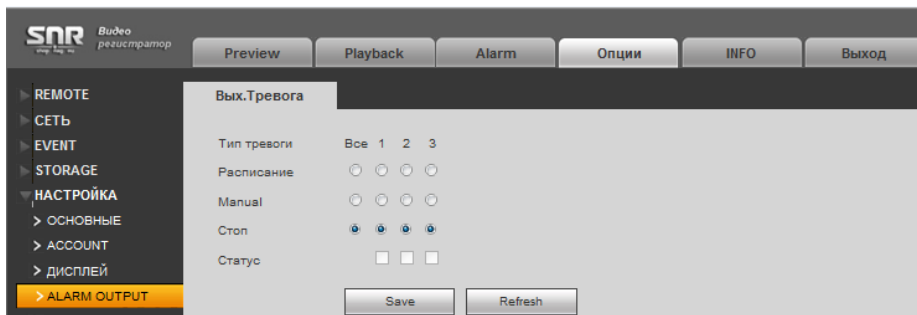 SNR Видео
регистратор
Preview Playback Alarm Опции INFO Выход
REMOTE
СЕТЬ
EVENT
STORAGE
НАСТРОЙКА
ОСНОВНЫЕ
ACCOUNT
ДИСПЛЕЙ
ALARM OUTPUT
Вых.Тревога
Тип тревоги Все 1 2 3
Расписание
Manual
Стоп
Статус
Save Refresh